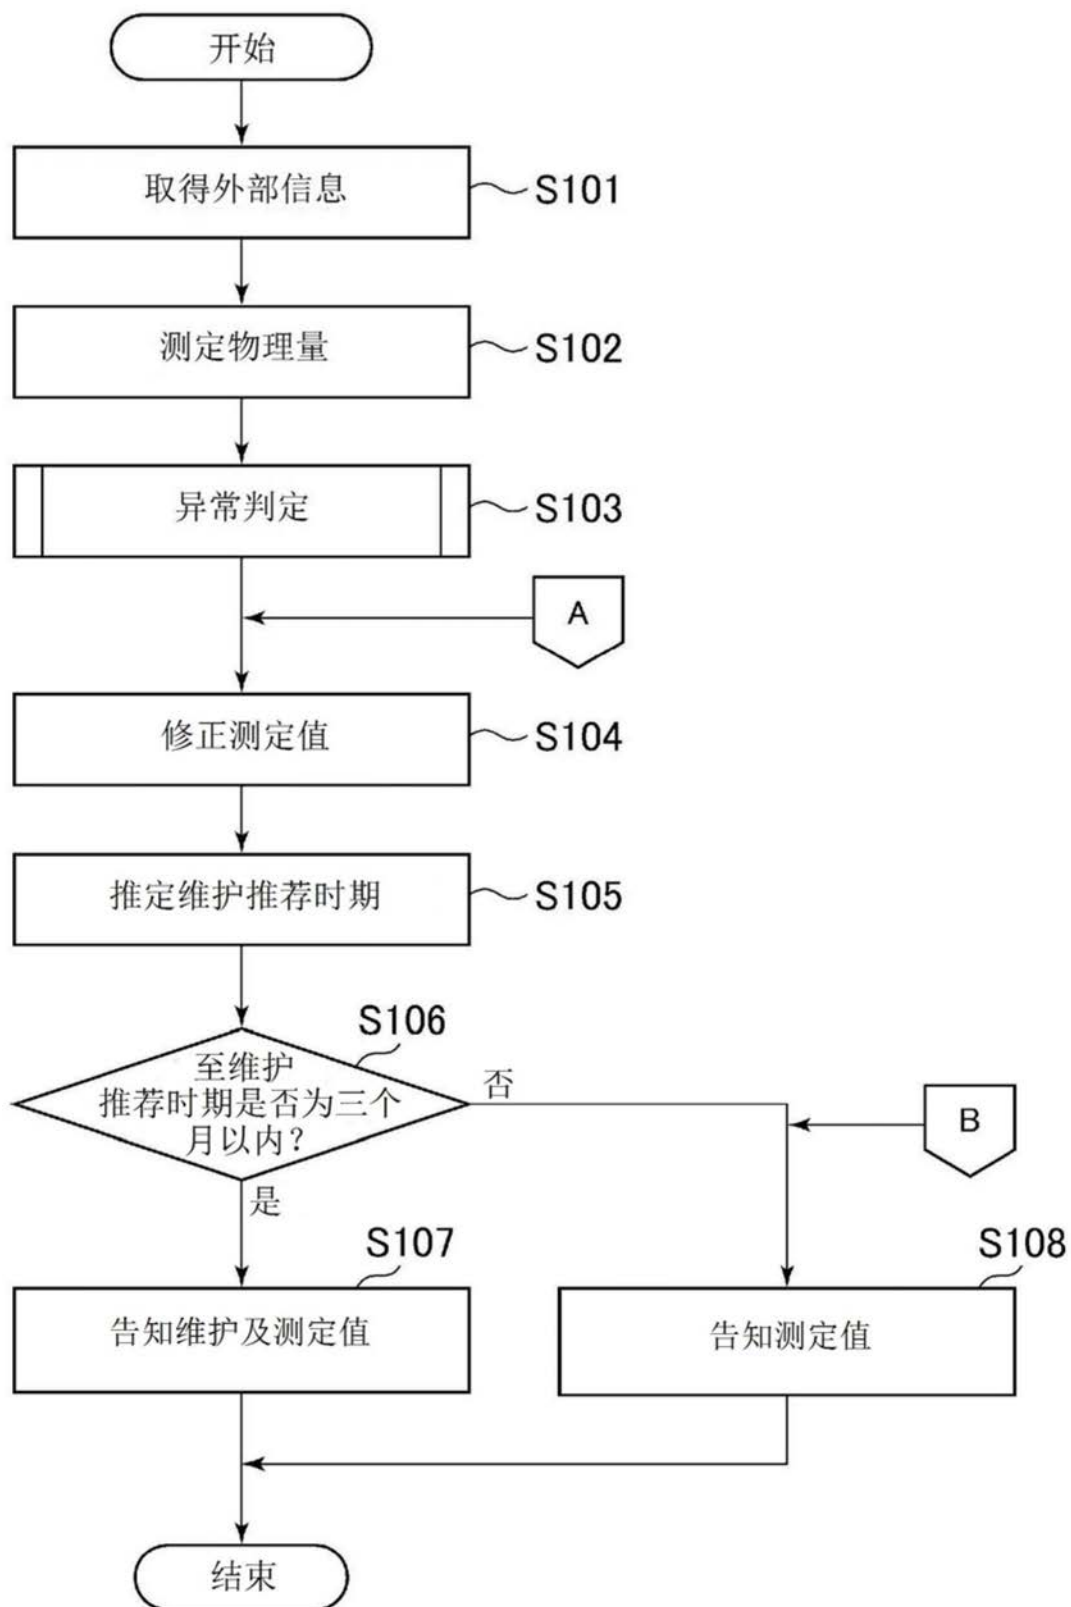 开始
取得外部信息
S101
测定物理量
S102
异常判定
S103
A
修正测定值
S104
推定维护推荐时期
S105
S106
至维护
推荐时期是否为三个
月以内?
否
B
是
S107
告知维护及测定值
S108
告知测定值
结束